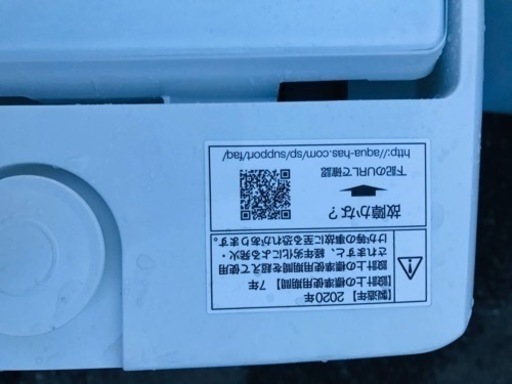 【製造年】2020年
【設計上の標準使用期間】7年
設計上の標準使用期間を超えて使用
されますと、経年劣化による発火・
けが等の事故に至る恐れがあります。
故障かな？
下記のURLで確認
http://aqua-has.com/sp/support/faq/